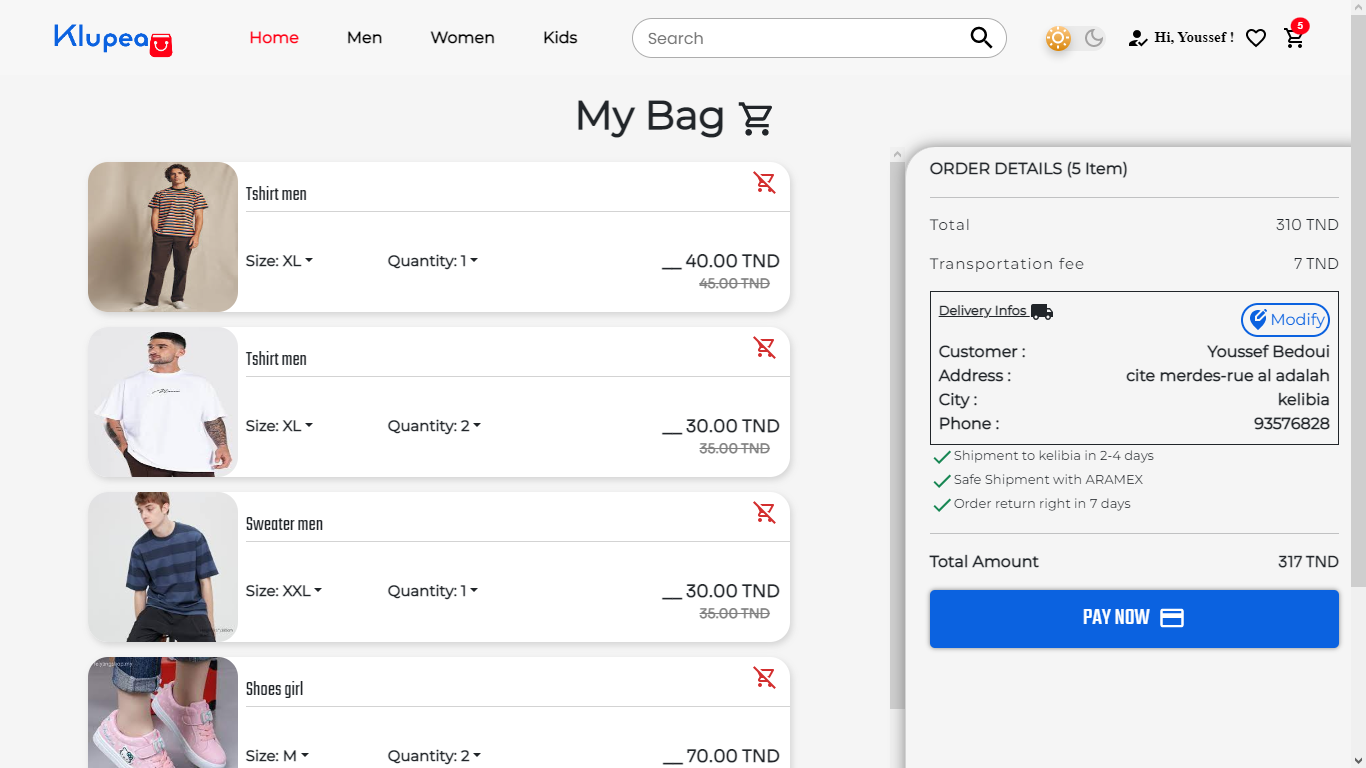 Klupea
Home Men Women Kids
Search
Hi, Youssef !
5
My Bag
Tshirt men
Size: XL Quantity: 1 __ 40.00 TND
45.00 TND
Tshirt men
Size: XL Quantity: 2 __ 30.00 TND
35.00 TND
Sweater men
Size: XXL Quantity: 1 __ 30.00 TND
35.00 TND
Shoes girl
Size: M Quantity: 2 __ 70.00 TND
ORDER DETAILS (5 Item)
Total 310 TND
Transportation fee 7 TND
Delivery Infos Modify
Customer : Youssef Bedoui
Address : cite merdes-rue al adalah
City : kelibia
Phone : 93576828
Shipment to kelibia in 2-4 days
Safe Shipment with ARAMEX
Order return right in 7 days
Total Amount 317 TND
PAY NOW